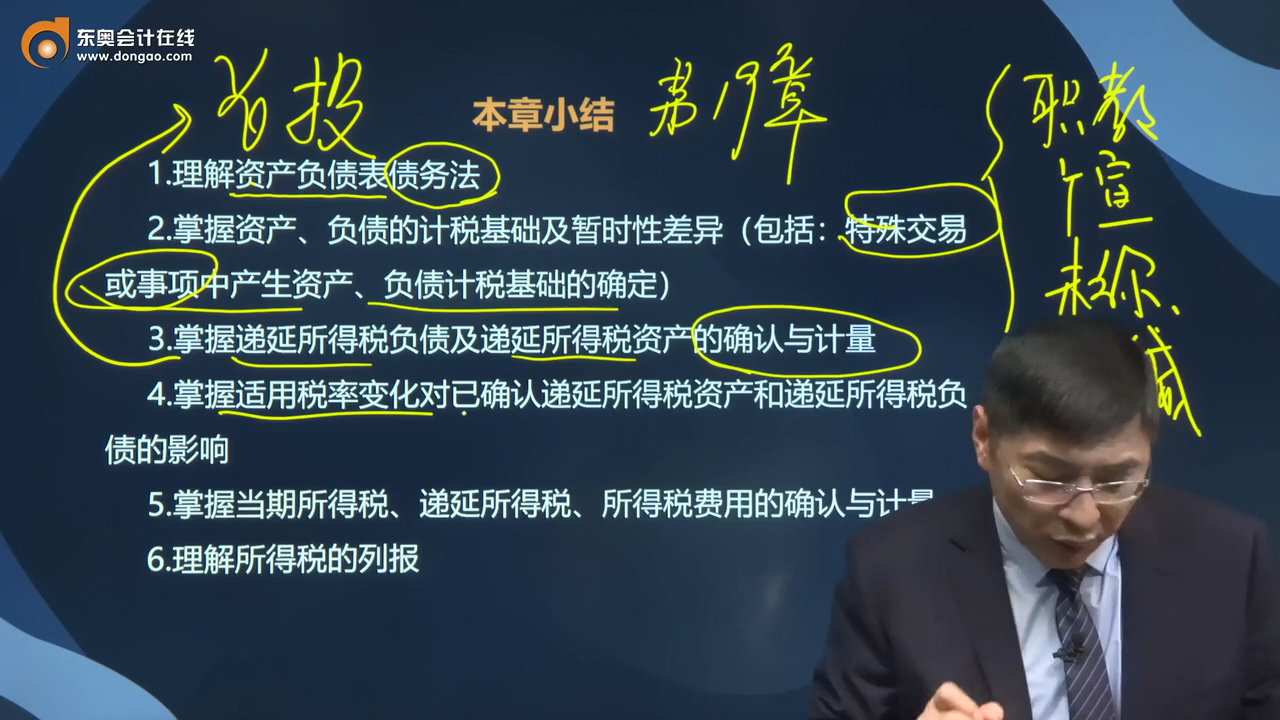 东奥会计在线
www.dongao.com
本章小结
第19章
职教
广宣
1.理解资产负债表债务法
2.掌握资产、负债的计税基础及暂时性差异（包括：特殊交易
或事项中产生资产、负债计税基础的确定）
3.掌握递延所得税负债及递延所得税资产的确认与计量
4.掌握适用税率变化对已确认递延所得税资产和递延所得税负
债的影响
5.掌握当期所得税、递延所得税、所得税费用的确认与计量
6.理解所得税的列报